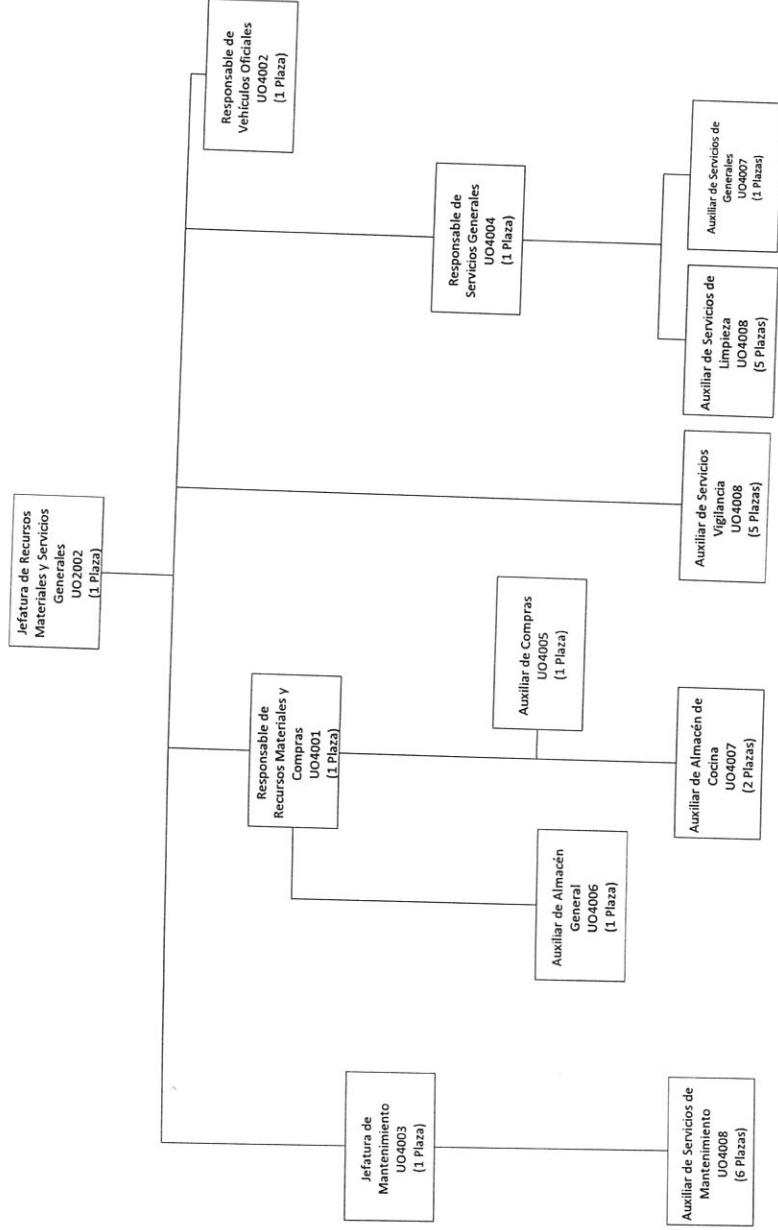 Jefatura de Recursos
Materiales y Servicios
Generales
UO2002
(1 Plaza)
Jefatura de
Mantenimiento
UO4003
(1 Plaza)
Auxiliar de Servicios de
Mantenimiento
UO4008
(6 Plazas)
Responsable de
Recursos Materiales y
Compras
UO4001
(1 Plaza)
Auxiliar de Almacén
General
UO4006
(1 Plaza)
Auxiliar de Compras
UO4005
(1 Plaza)
Auxiliar de Almacén de
Cocina
UO4007
(2 Plazas)
Auxiliar de Servicios
Vigilancia
UO4008
(5 Plazas)
Responsable de
Servicios Generales
UO4004
(1 Plaza)
Auxiliar de Servicios de
Limpieza
UO4008
(5 Plazas)
Auxiliar de Servicios de
Generales
UO4007
(1 Plazas)
Responsable de
Vehículos Oficiales
UO4002
(1 Plaza)